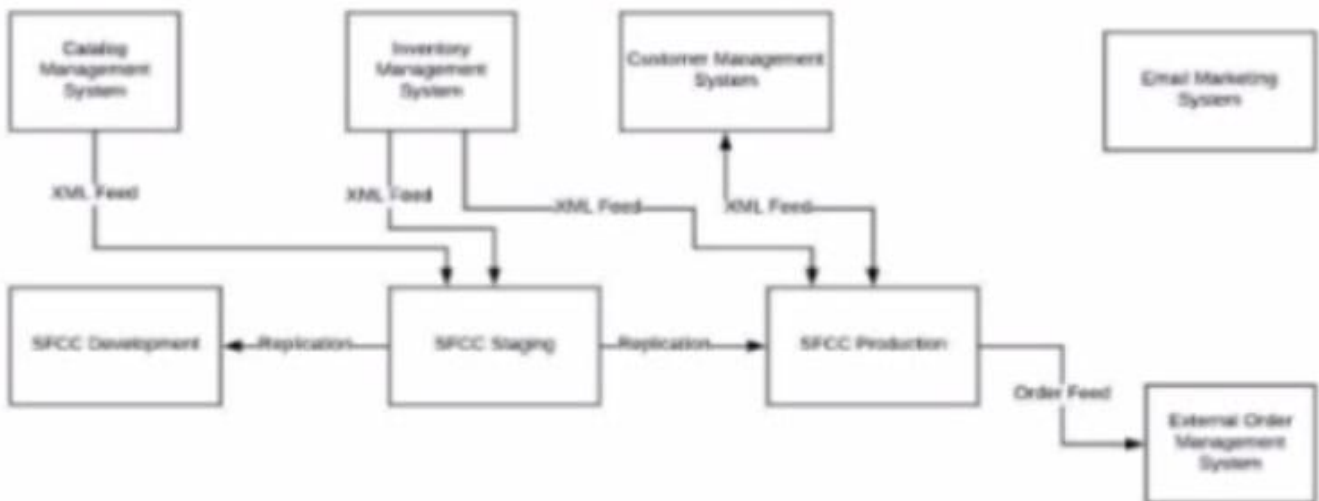 Catalog
Management
System
Inventory
Management
System
Customer Management
System
Email Marketing
System
XML Feed
XML Feed
XML Feed
XML Feed
SFCC Development
Replication
SFCC Staging
Replication
SFCC Production
Order Feed
External Order
Management
System